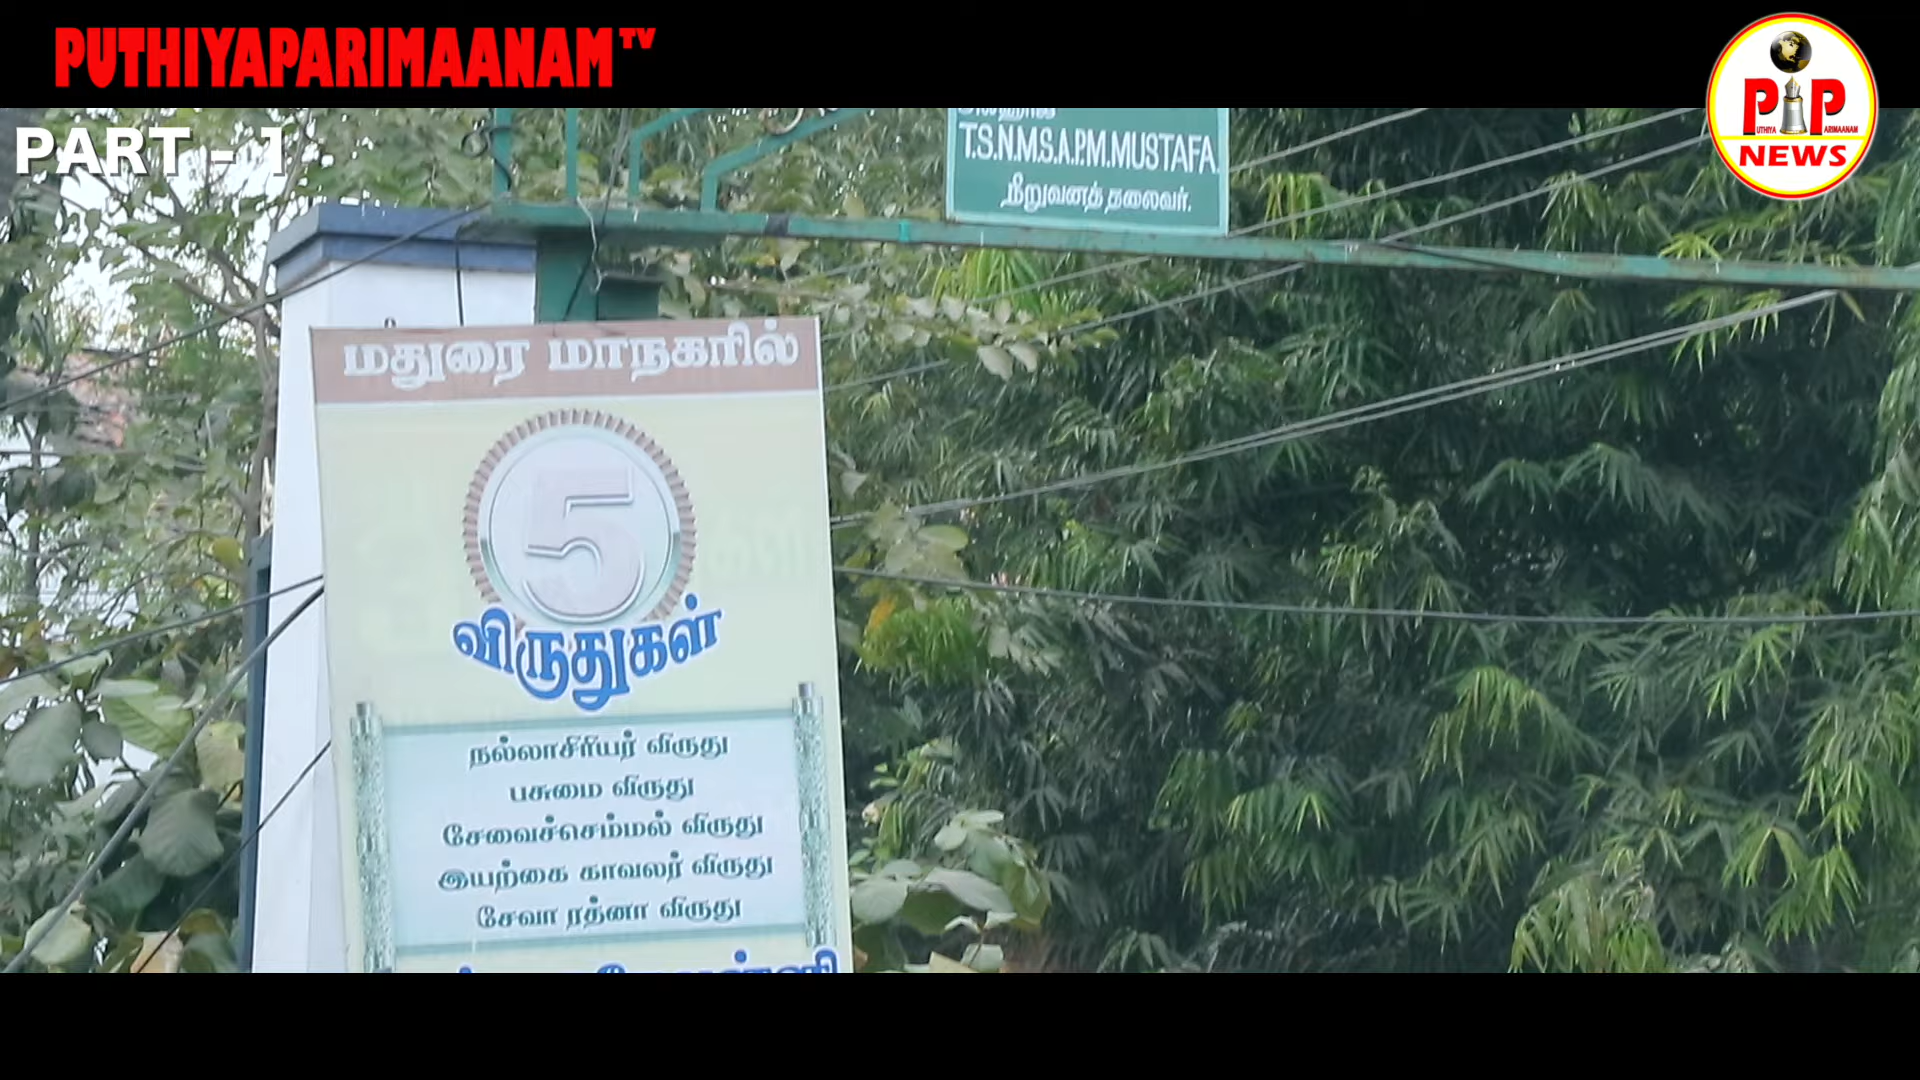 PUTHIYAPARIMAANAM TV
PIP
PUTHIYA PARIMAANAM
NEWS
PART - 1
T.S.N.M.S.A.P.M.MUSTAFA.
நிறுவனத் தலைவர்.
மதுரை மாநகரில்
5
விருதுகள்
நல்லாசிரியர் விருது
பசுமை விருது
சேவைச்செம்மல் விருது
இயற்கை காவலர் விருது
சேவா ரத்னா விருது